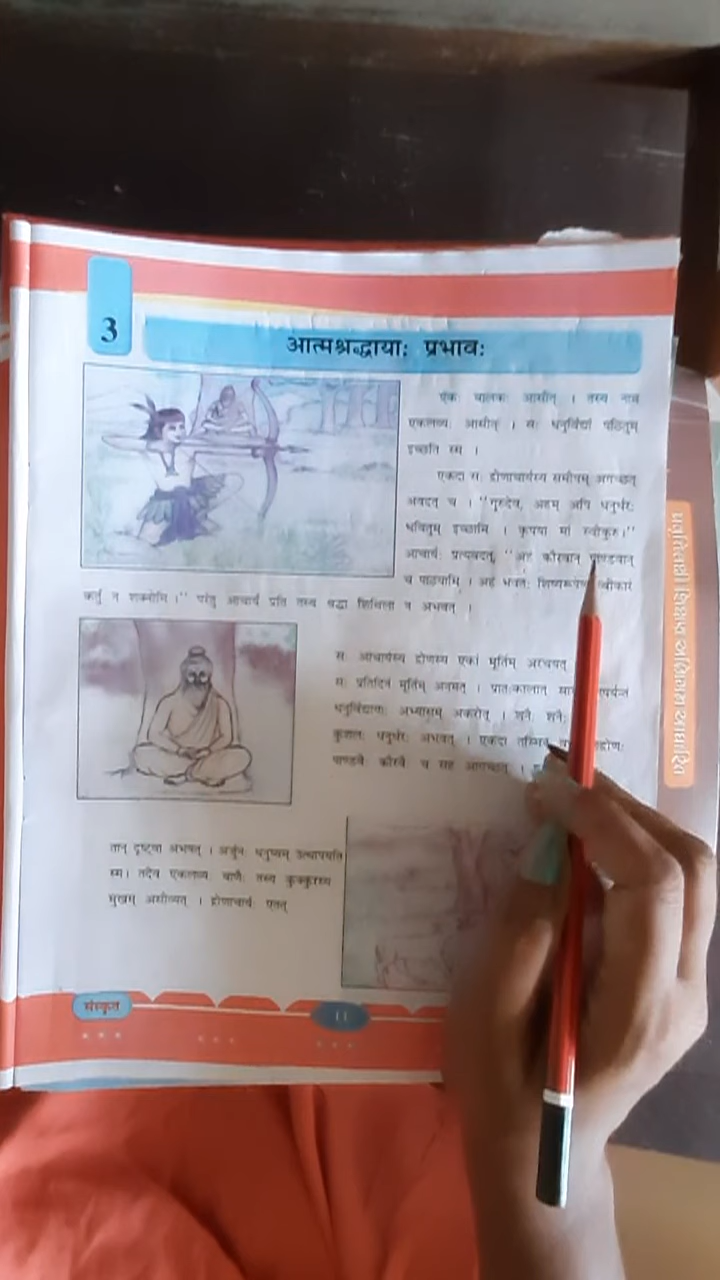 3
आत्मश्रद्धायाः प्रभावः
एकः बालकः आसीत् । तस्य नाम
एकलव्यः आसीत् । सः धनुर्विद्यां पठितुम्
इच्छति स्म ।
एकदा सः द्रोणाचार्यस्य समीपम् अगच्छत्
अवदत् च । "गुरुदेव, अहम् अपि धनुर्धरः
भवितुम् इच्छामि । कृपया मां स्वीकुरु।"
आचार्यः प्रत्यवदत्, "अहं कौरवान् पाण्डवान्
च पाठयामि । अहं भवतः शिष्यरूपेण स्वीकारं
कर्तुं न शक्नोमि ।" परंतु आचार्यं प्रति तस्य श्रद्धा शिथिला न अभवत् ।
सः आचार्यस्य द्रोणस्य एकां मूर्तिम् अरचयत्
सः प्रतिदिनं मूर्तिम् अनमत् । प्रातःकालात्
धनुर्विद्यायाः अभ्यासम् अकरोत् । शनैः शनैः
कुशलः धनुर्धरः अभवत् । एकदा तस्मिन्
पाण्डवैः कौरवैः च सह आगच्छत् ।
तान् दृष्ट्वा अभषत् । अर्जुनः धनुष्यम् उत्थापयति
स्म। तदैव एकलव्यः बाणैः तस्य कुक्कुरस्य
मुखम् असीव्यत् । द्रोणाचार्यः एतत्
संस्कृत
11